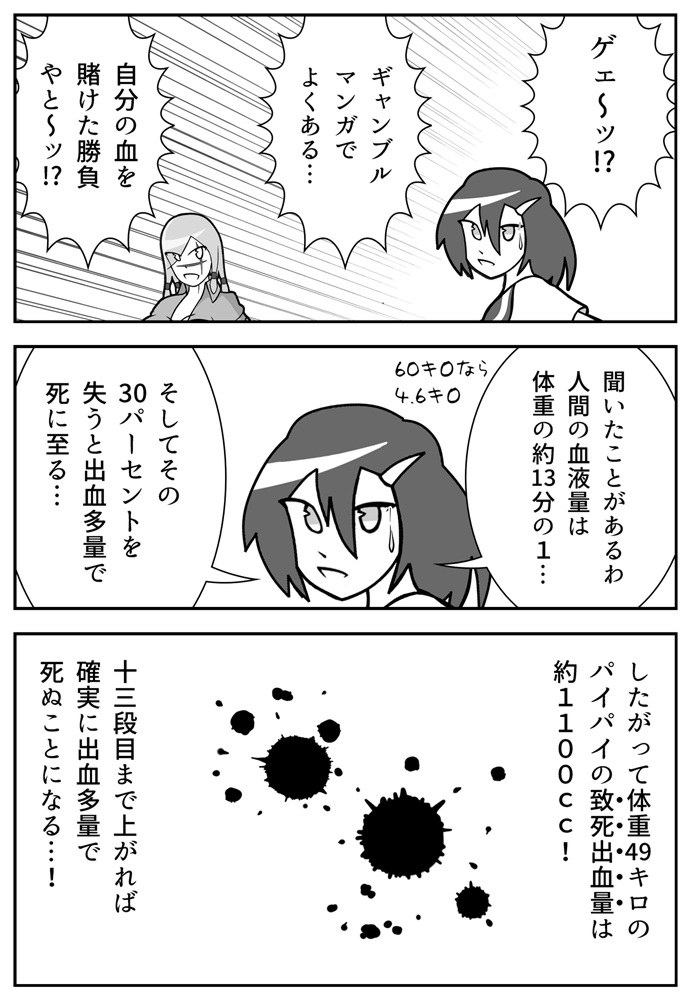 ゲェ〜ッ!?
ギャンブル
マンガで
よくある…
自分の血を
賭けた勝負
やと〜ッ!?
聞いたことがあるわ
人間の血液量は
体重の約13分の１…
60キロなら
4.6キロ
そしてその
30パーセントを
失うと出血多量で
死に至る…
したがって体重49キロの
パイパイの致死出血量は
約１１００ｃｃ！
十三段目まで上がれば
確実に出血多量で
死ぬことになる…！